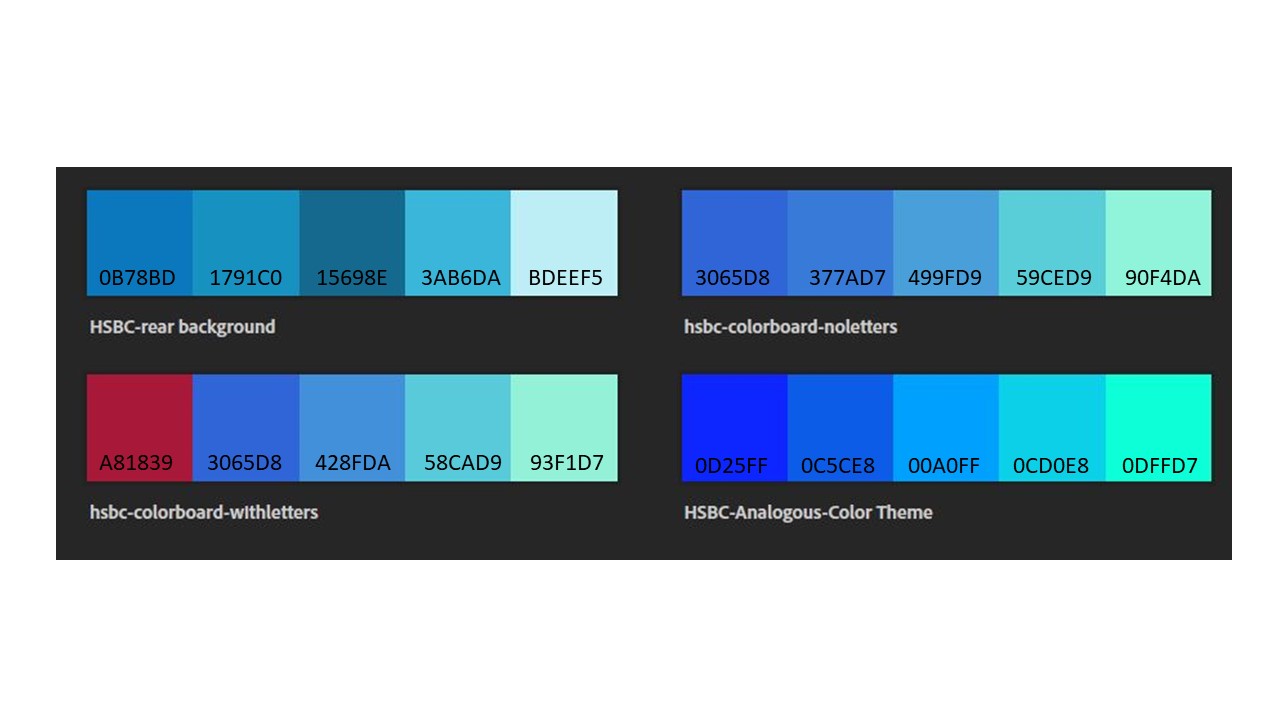 0B78BD 1791C0 15698E 3AB6DA BDEEF5
HSBC-rear background
3065D8 377AD7 499FD9 59CED9 90F4DA
hsbc-colorboard-noletters
A81839 3065D8 428FDA 58CAD9 93F1D7
hsbc-colorboard-withletters
0D25FF 0C5CE8 00A0FF 0CD0E8 0DFFD7
HSBC-Analogous-Color Theme